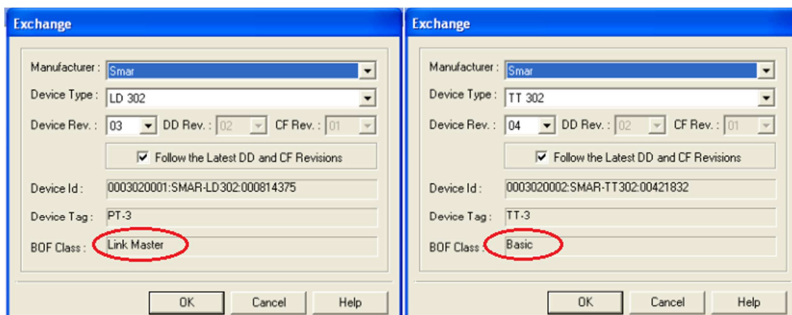 Exchange
Manufacturer : Smar
Device Type : LD 302
Device Rev. : 03 DD Rev. : 02 CF Rev. : 01
Follow the Latest DD and CF Revisions
Device Id : 0003020001:SMAR-LD302:000814375
Device Tag : PT-3
BOF Class : Link Master
OK Cancel Help
Exchange
Manufacturer : Smar
Device Type : TT 302
Device Rev. : 04 DD Rev. : 02 CF Rev. : 01
Follow the Latest DD and CF Revisions
Device Id : 0003020002:SMAR-TT302:00421832
Device Tag : TT-3
BOF Class : Basic
OK Cancel Help